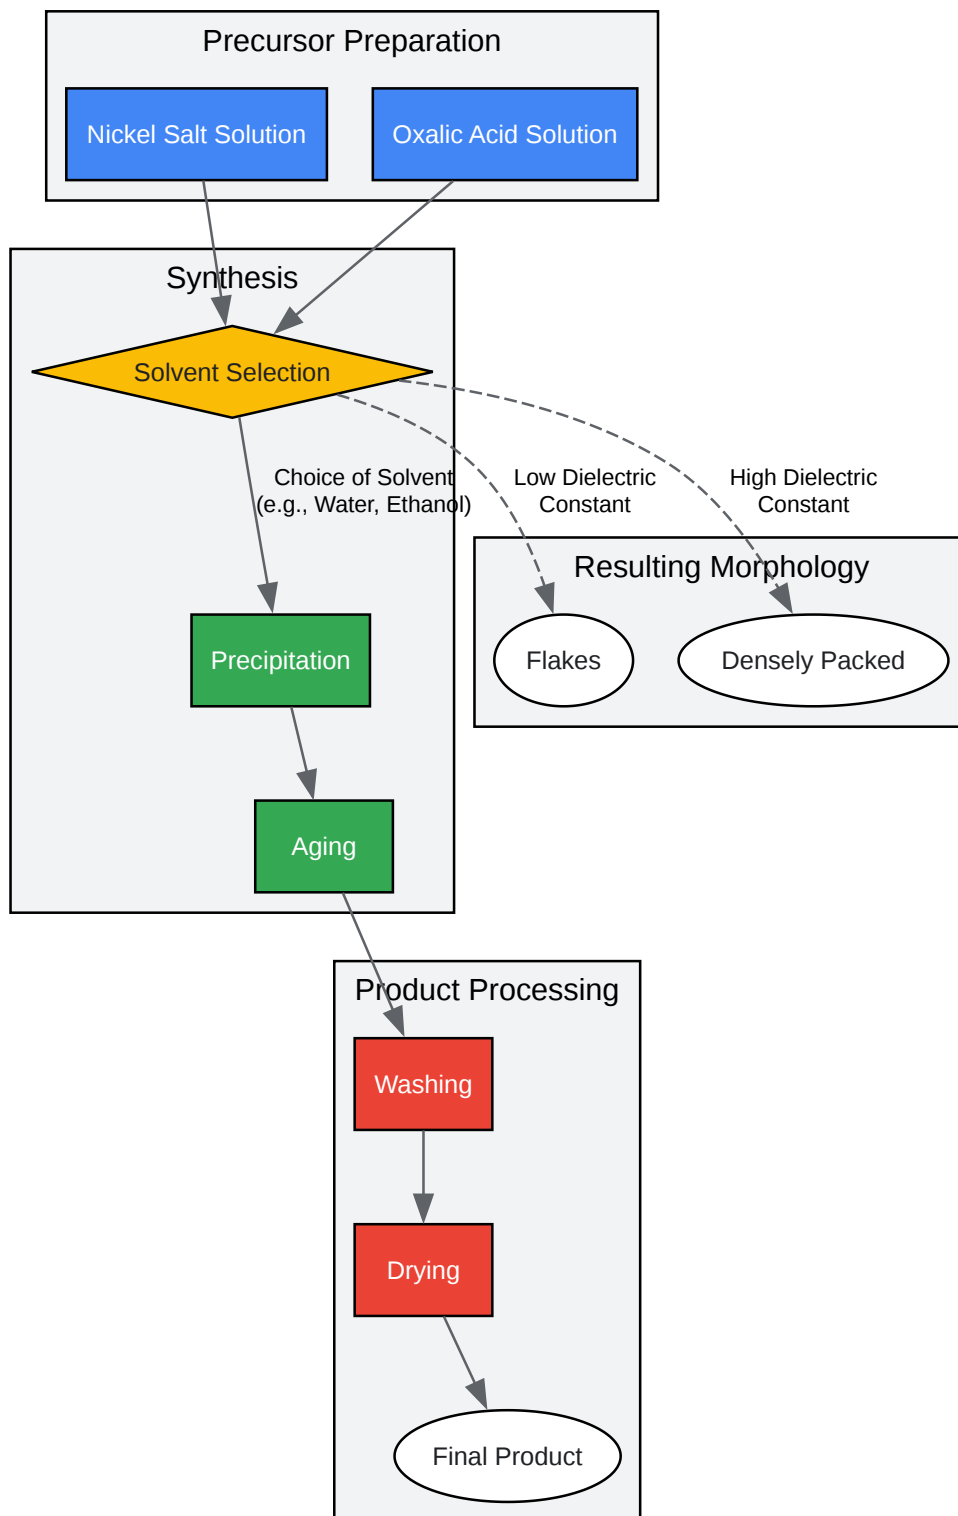 Precursor Preparation
Nickel Salt Solution
Oxalic Acid Solution
Synthesis
Solvent Selection
Choice of Solvent
(e.g., Water, Ethanol)
Low Dielectric
Constant
High Dielectric
Constant
Resulting Morphology
Precipitation
Flakes
Densely Packed
Aging
Product Processing
Washing
Drying
Final Product